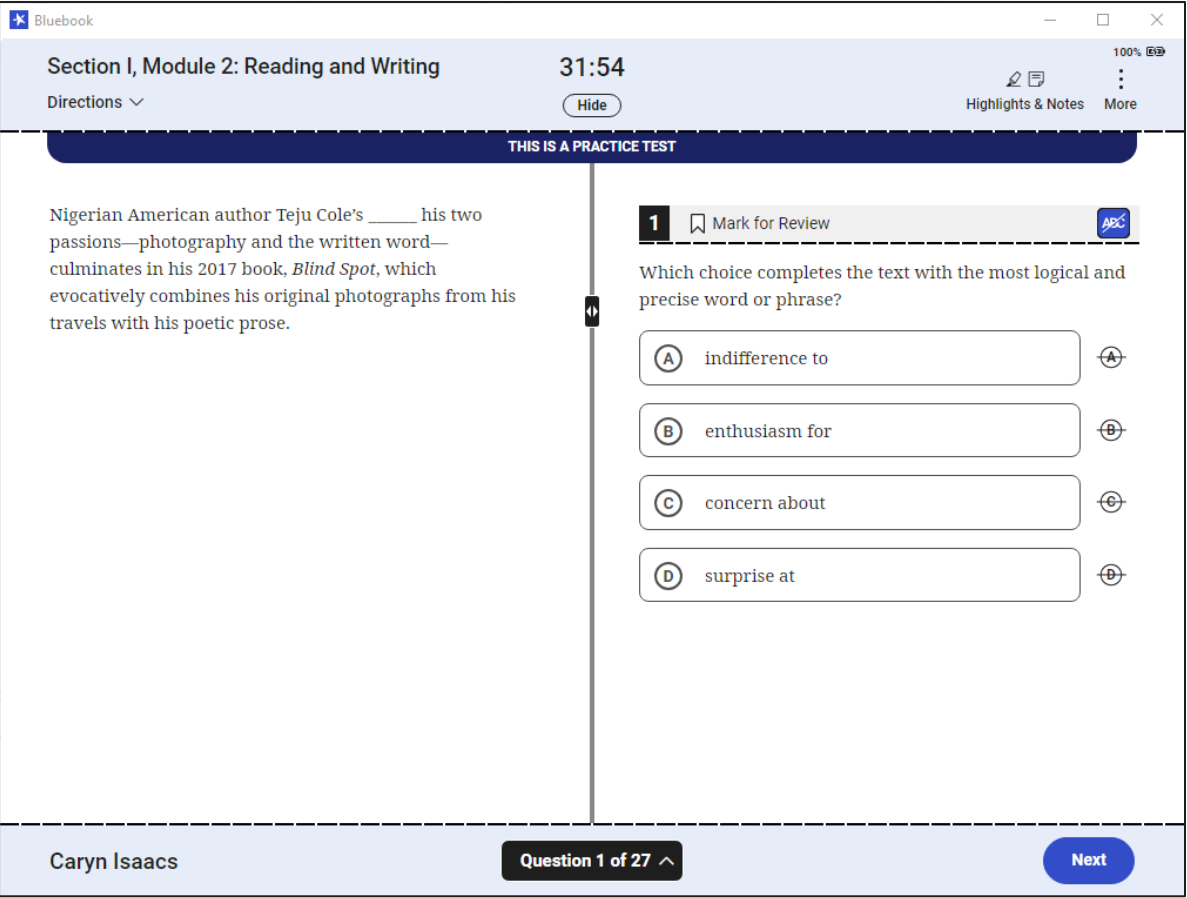 Bluebook
Section I, Module 2: Reading and Writing
Directions
31:54
Hide
100%
Highlights & Notes
More
THIS IS A PRACTICE TEST
Nigerian American author Teju Cole's ______ his two
passions—photography and the written word—
culminates in his 2017 book, Blind Spot, which
evocatively combines his original photographs from his
travels with his poetic prose.
1
Mark for Review
ABC
Which choice completes the text with the most logical and
precise word or phrase?
A indifference to
A
B enthusiasm for
B
C concern about
C
D surprise at
D
Caryn Isaacs
Question 1 of 27
Next